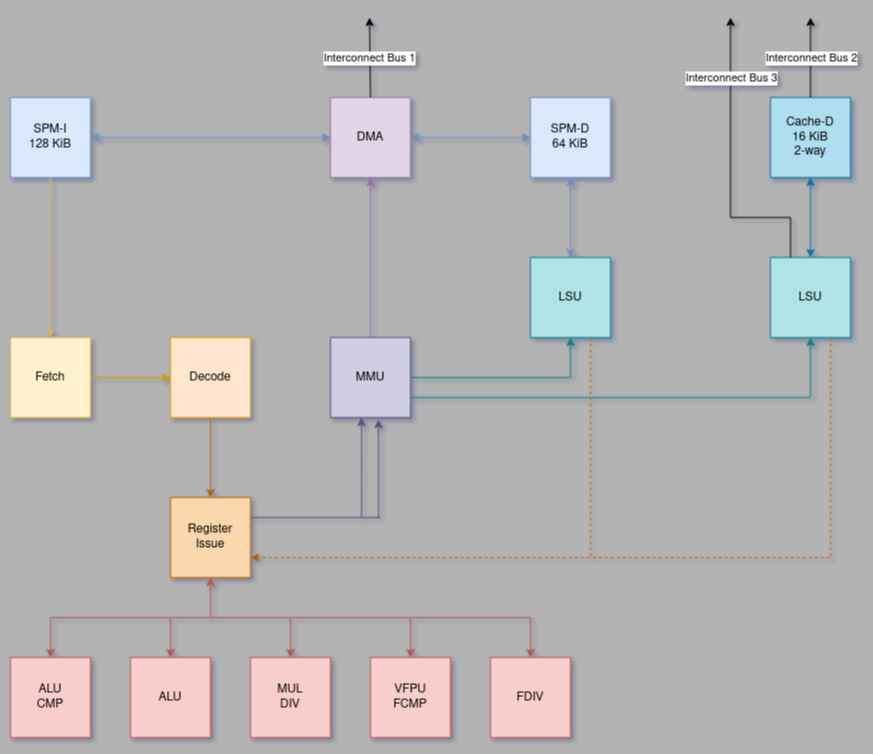 Interconnect Bus 1
Interconnect Bus 2
Interconnect Bus 3
SPM-I
128 KiB
DMA
SPM-D
64 KiB
Cache-D
16 KiB
2-way
LSU
LSU
Fetch
Decode
MMU
Register
Issue
ALU
CMP
ALU
MUL
DIV
VFPU
FCMP
FDIV